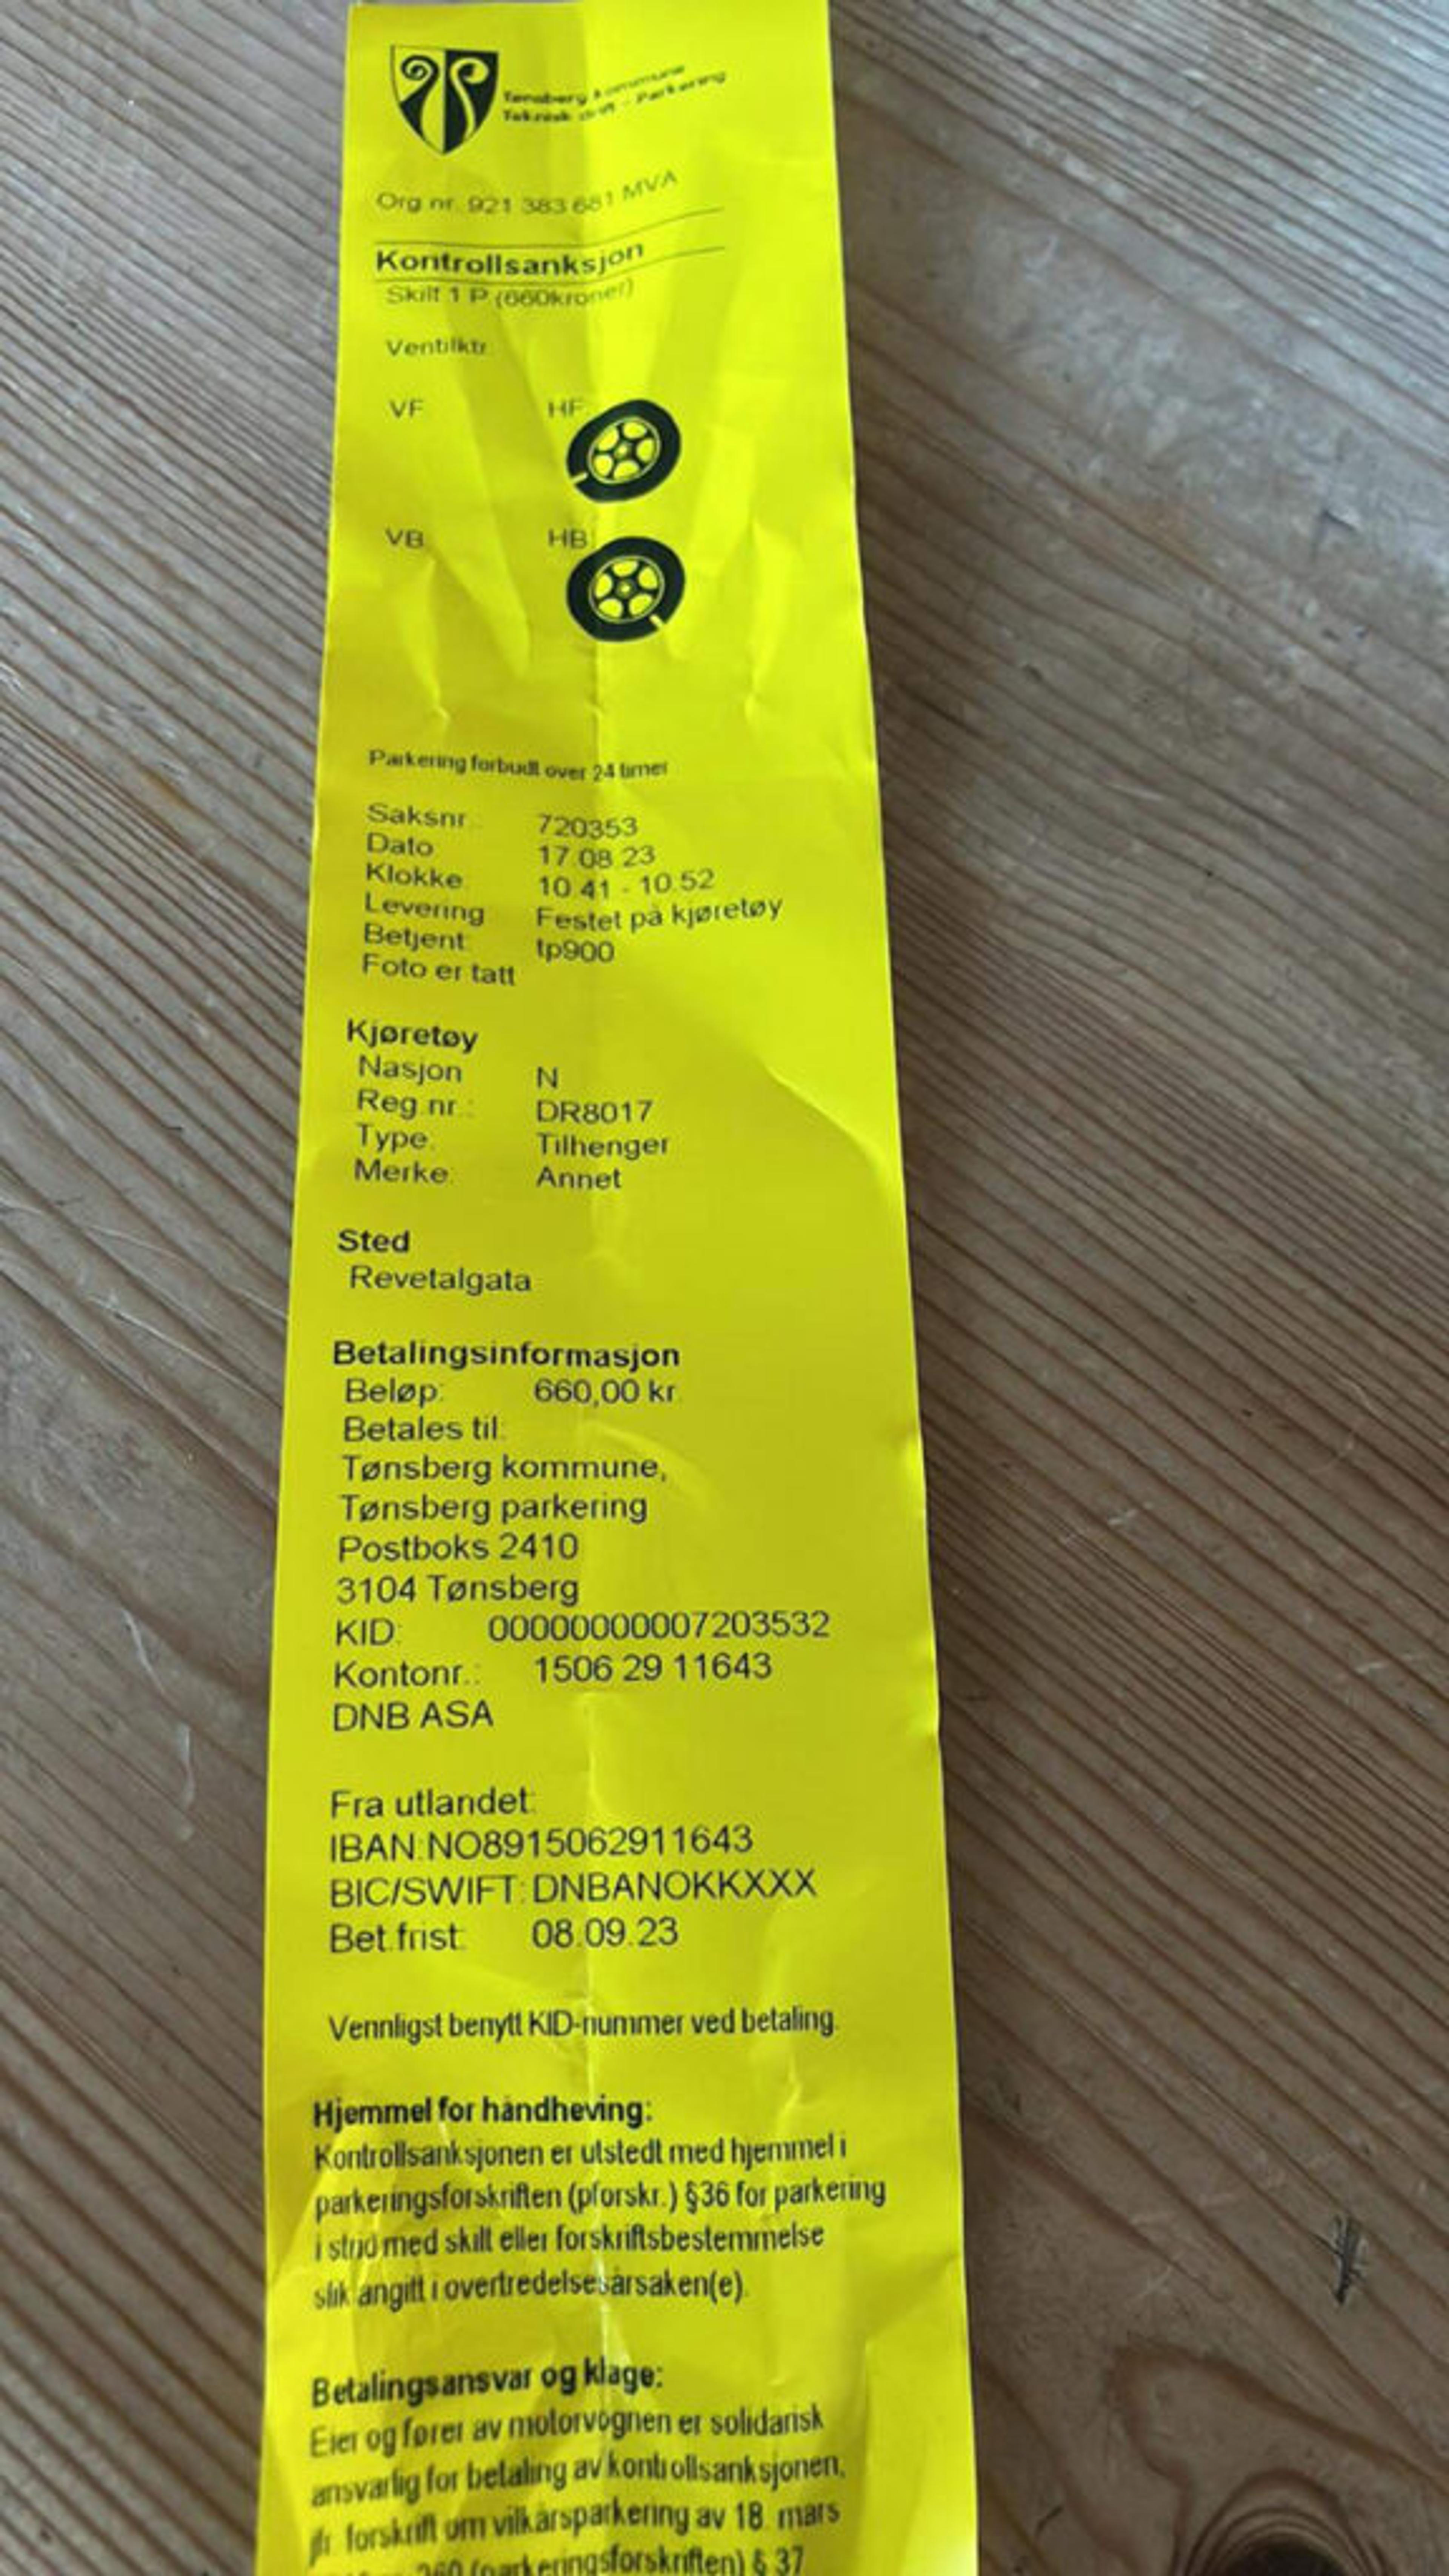 Tønsberg kommune
Teknisk drift - Parkering
Org nr. 921 383 681 MVA
Kontrollsanksjon
Skilt 1 P (660kroner)
Ventilktr.
VF HF
VB HB
Parkering forbudt over 24 timer
Saksnr. 720353
Dato 17.08.23
Klokke 10.41 - 10.52
Levering Festet på kjøretøy
Betjent: tp900
Foto er tatt
Kjøretøy
Nasjon N
Reg.nr.: DR8017
Type: Tilhenger
Merke: Annet
Sted
Revetalgata
Betalingsinformasjon
Beløp: 660,00 kr.
Betales til:
Tønsberg kommune,
Tønsberg parkering
Postboks 2410
3104 Tønsberg
KID: 00000000007203532
Kontonr.: 1506 29 11643
DNB ASA
Fra utlandet:
IBAN:NO8915062911643
BIC/SWIFT: DNBANOKKXXX
Bet.frist: 08.09.23
Vennligst benytt KID-nummer ved betaling.
Hjemmel for håndheving:
Kontrollsanksjonen er utstedt med hjemmel i
parkeringsforskriften (pforskr.) §36 for parkering
i strid med skilt eller forskriftsbestemmelse
slik angitt i overtredelsesårsaken(e).
Betalingsansvar og klage:
Eier og fører av motorvognen er solidarisk
ansvarlig for betaling av kontrollsanksjonen,
jfr. forskrift om vilkårsparkering av 18. mars
260 (parkeringsforskriften) § 37